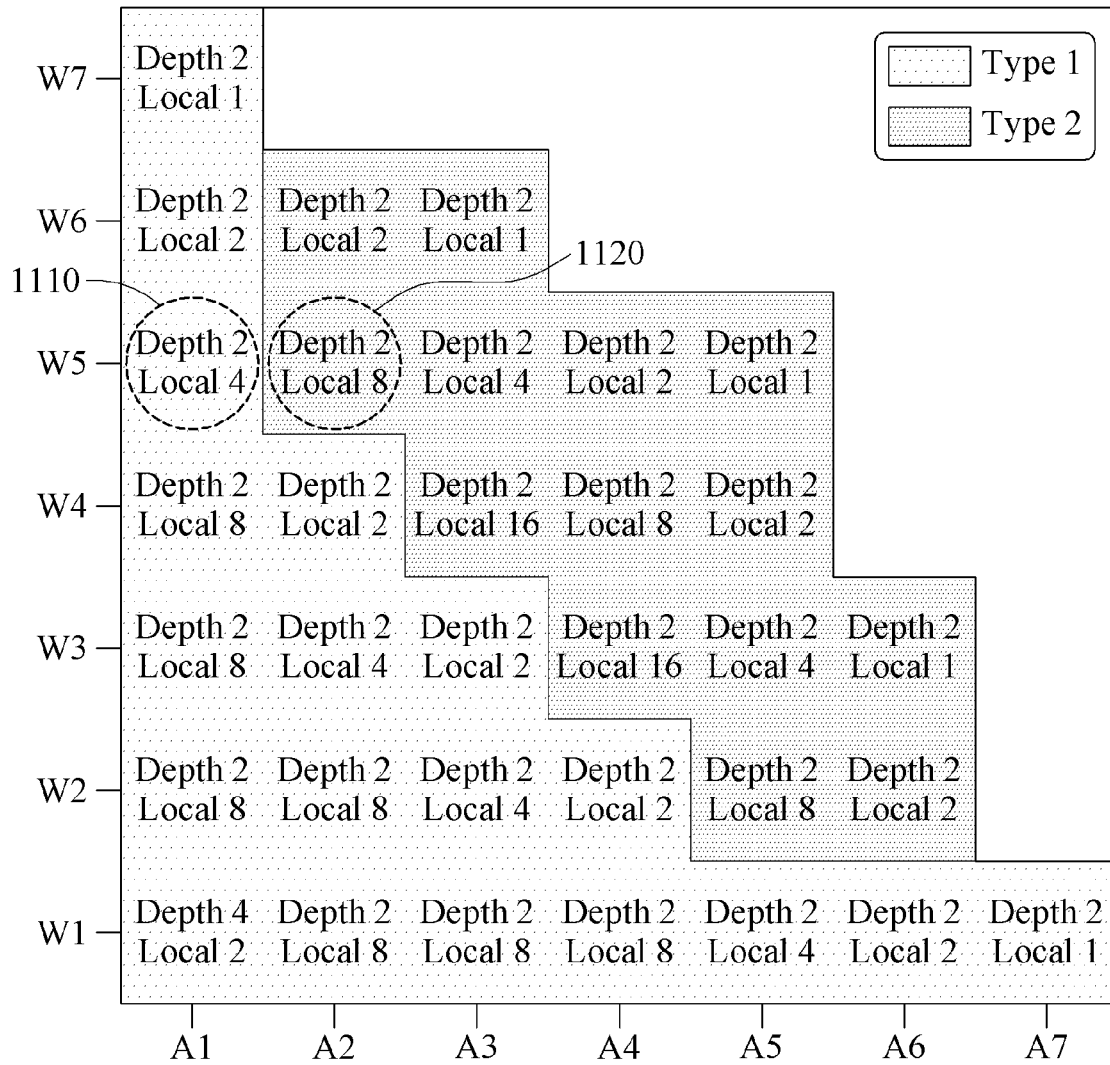 Type 1
Type 2
W7
Depth 2
Local 1
W6
Depth 2 Depth 2 Depth 2
Local 2 Local 2 Local 1
1110
1120
W5
Depth 2 Depth 2 Depth 2 Depth 2 Depth 2
Local 4 Local 8 Local 4 Local 2 Local 1
W4
Depth 2 Depth 2 Depth 2 Depth 2 Depth 2
Local 8 Local 2 Local 16 Local 8 Local 2
W3
Depth 2 Depth 2 Depth 2 Depth 2 Depth 2 Depth 2
Local 8 Local 4 Local 2 Local 16 Local 4 Local 1
W2
Depth 2 Depth 2 Depth 2 Depth 2 Depth 2 Depth 2
Local 8 Local 8 Local 4 Local 2 Local 8 Local 2
W1
Depth 4 Depth 2 Depth 2 Depth 2 Depth 2 Depth 2 Depth 2
Local 2 Local 8 Local 8 Local 8 Local 4 Local 2 Local 1
A1 A2 A3 A4 A5 A6 A7